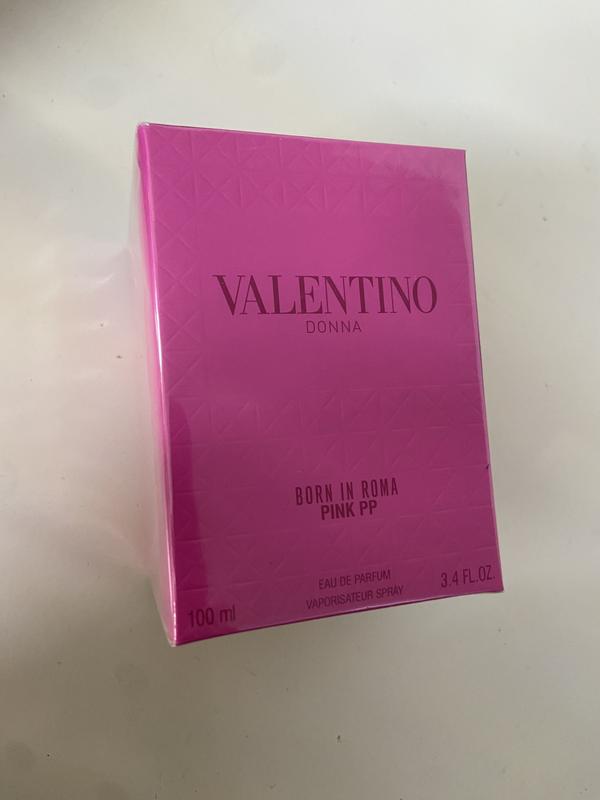 VALENTINO
DONNA
BORN IN ROMA
PINK PP
EAU DE PARFUM
VAPORISATEUR SPRAY
100 ml
3.4 FL.OZ.